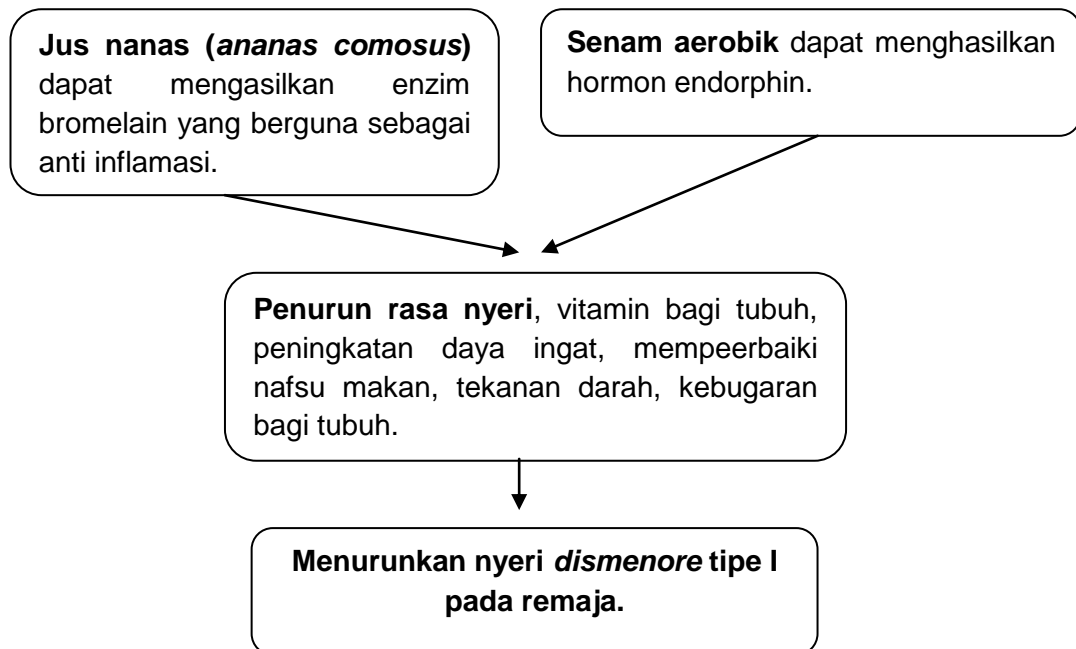 Jus nanas (ananas comosus)
dapat mengasilkan enzim
bromelain yang berguna sebagai
anti inflamasi.
Senam aerobik dapat menghasilkan
hormon endorphin.
Penurun rasa nyeri, vitamin bagi tubuh,
peningkatan daya ingat, mempeerbaiki
nafsu makan, tekanan darah, kebugaran
bagi tubuh.
Menurunkan nyeri dismenore tipe I
pada remaja.